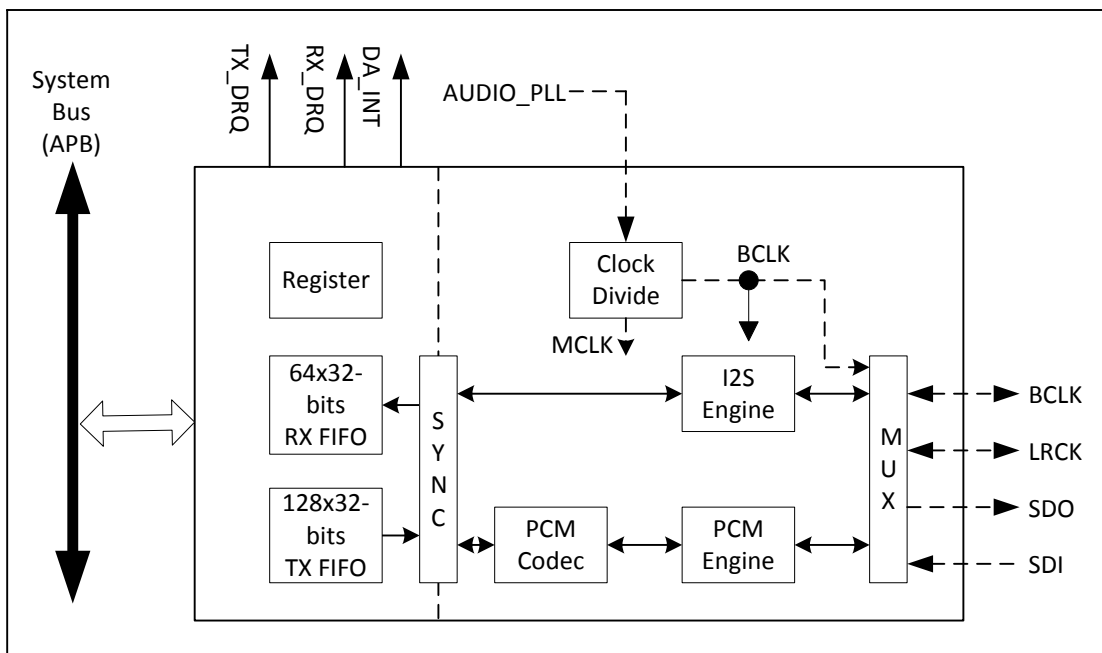 TX_DRQ
RX_DRQ
DA_INT
System
Bus
(APB)
AUDIO_PLL
Register
Clock
Divide
BCLK
MCLK
64x32-
bits
RX FIFO
S
Y
N
C
I2S
Engine
M
U
X
BCLK
LRCK
SDO
SDI
128x32-
bits
TX FIFO
PCM
Codec
PCM
Engine